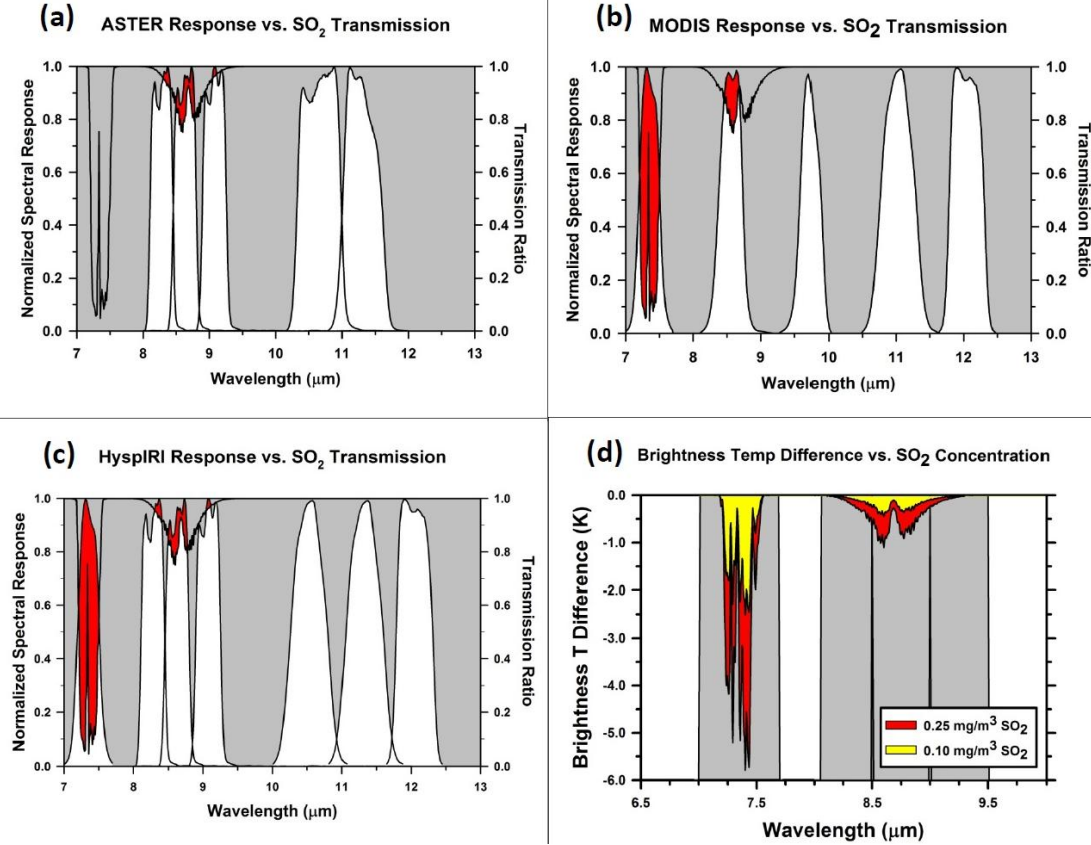 (a)
ASTER Response vs. SO2 Transmission
Normalized Spectral Response
1.0
0.8
0.6
0.4
0.2
0.0
1.0
0.8
0.6
0.4
0.2
0.0
Transmission Ratio
7 8 9 10 11 12 13
Wavelength (μm)
(b)
MODIS Response vs. SO2 Transmission
Normalized Spectral Response
1.0
0.8
0.6
0.4
0.2
0.0
1.0
0.8
0.6
0.4
0.2
0.0
Transmission Ratio
7 8 9 10 11 12 13
Wavelength (μm)
(c)
HyspIRI Response vs. SO2 Transmission
Normalized Spectral Response
1.0
0.8
0.6
0.4
0.2
0.0
1.0
0.8
0.6
0.4
0.2
0.0
Transmission Ratio
7 8 9 10 11 12 13
Wavelength (μm)
(d)
Brightness Temp Difference vs. SO2 Concentration
Brightness T Difference (K)
0.0
-1.0
-2.0
-3.0
-4.0
-5.0
-6.0
0.25 mg/m3 SO2
0.10 mg/m3 SO2
6.5 7.5 8.5 9.5
Wavelength (μm)